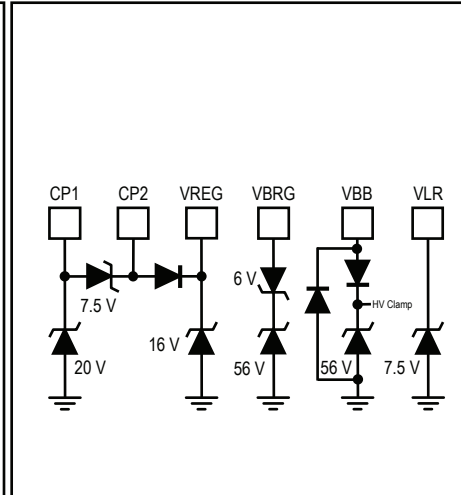 CP1 CP2 VREG VBRG VBB VLR
6 V
HV Clamp
7.5 V
16 V
20 V 56 V 56 V 7.5 V